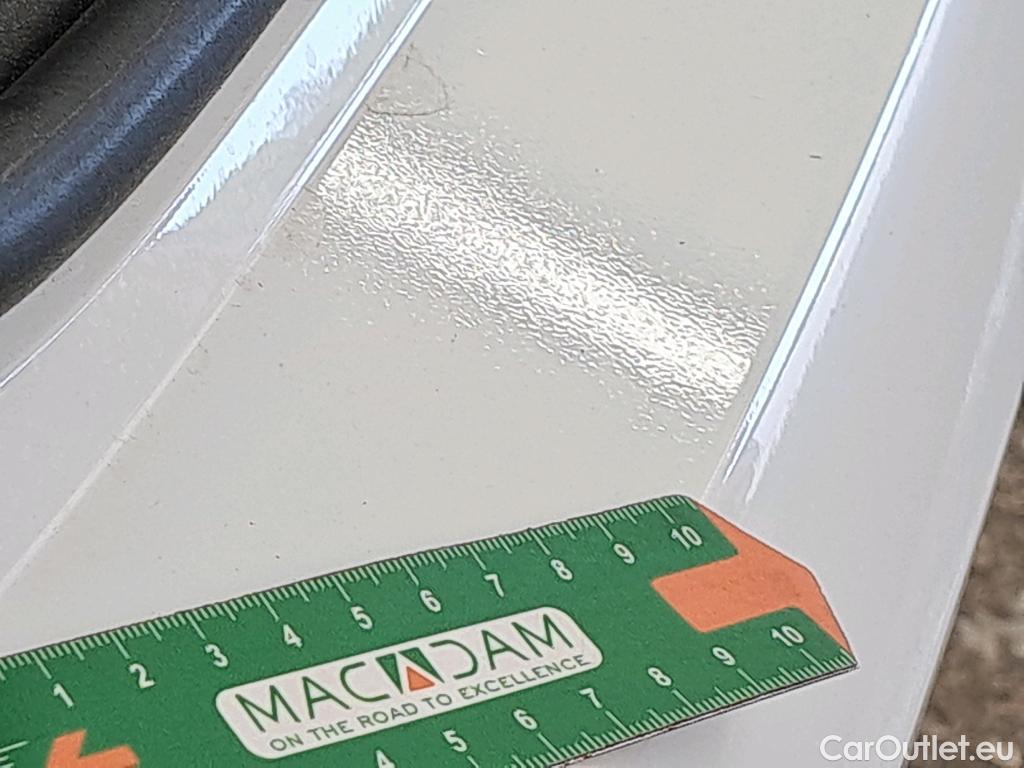 1 2 3 4 5 6 7 8 9 10
MACADAM
ON THE ROAD TO EXCELLENCE
4 5 6 7 8 9 10
CarOutlet.eu